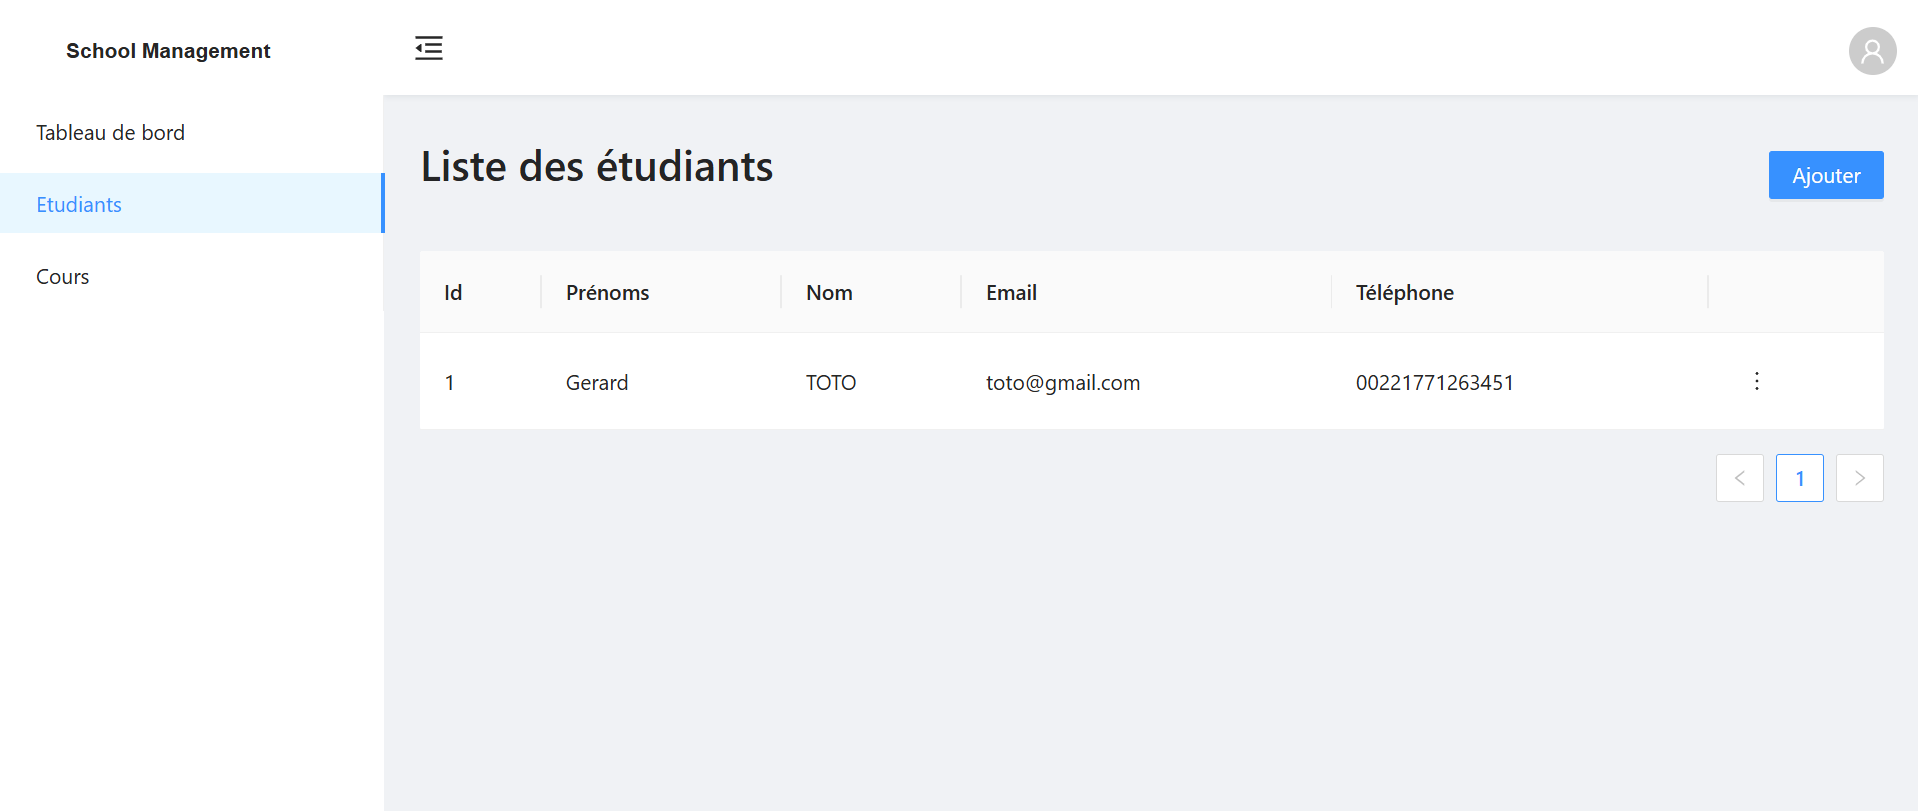 School Management
Tableau de bord
Etudiants
Cours
Liste des étudiants
Ajouter
Id Prénoms Nom Email Téléphone
1 Gerard TOTO toto@gmail.com 00221771263451
1